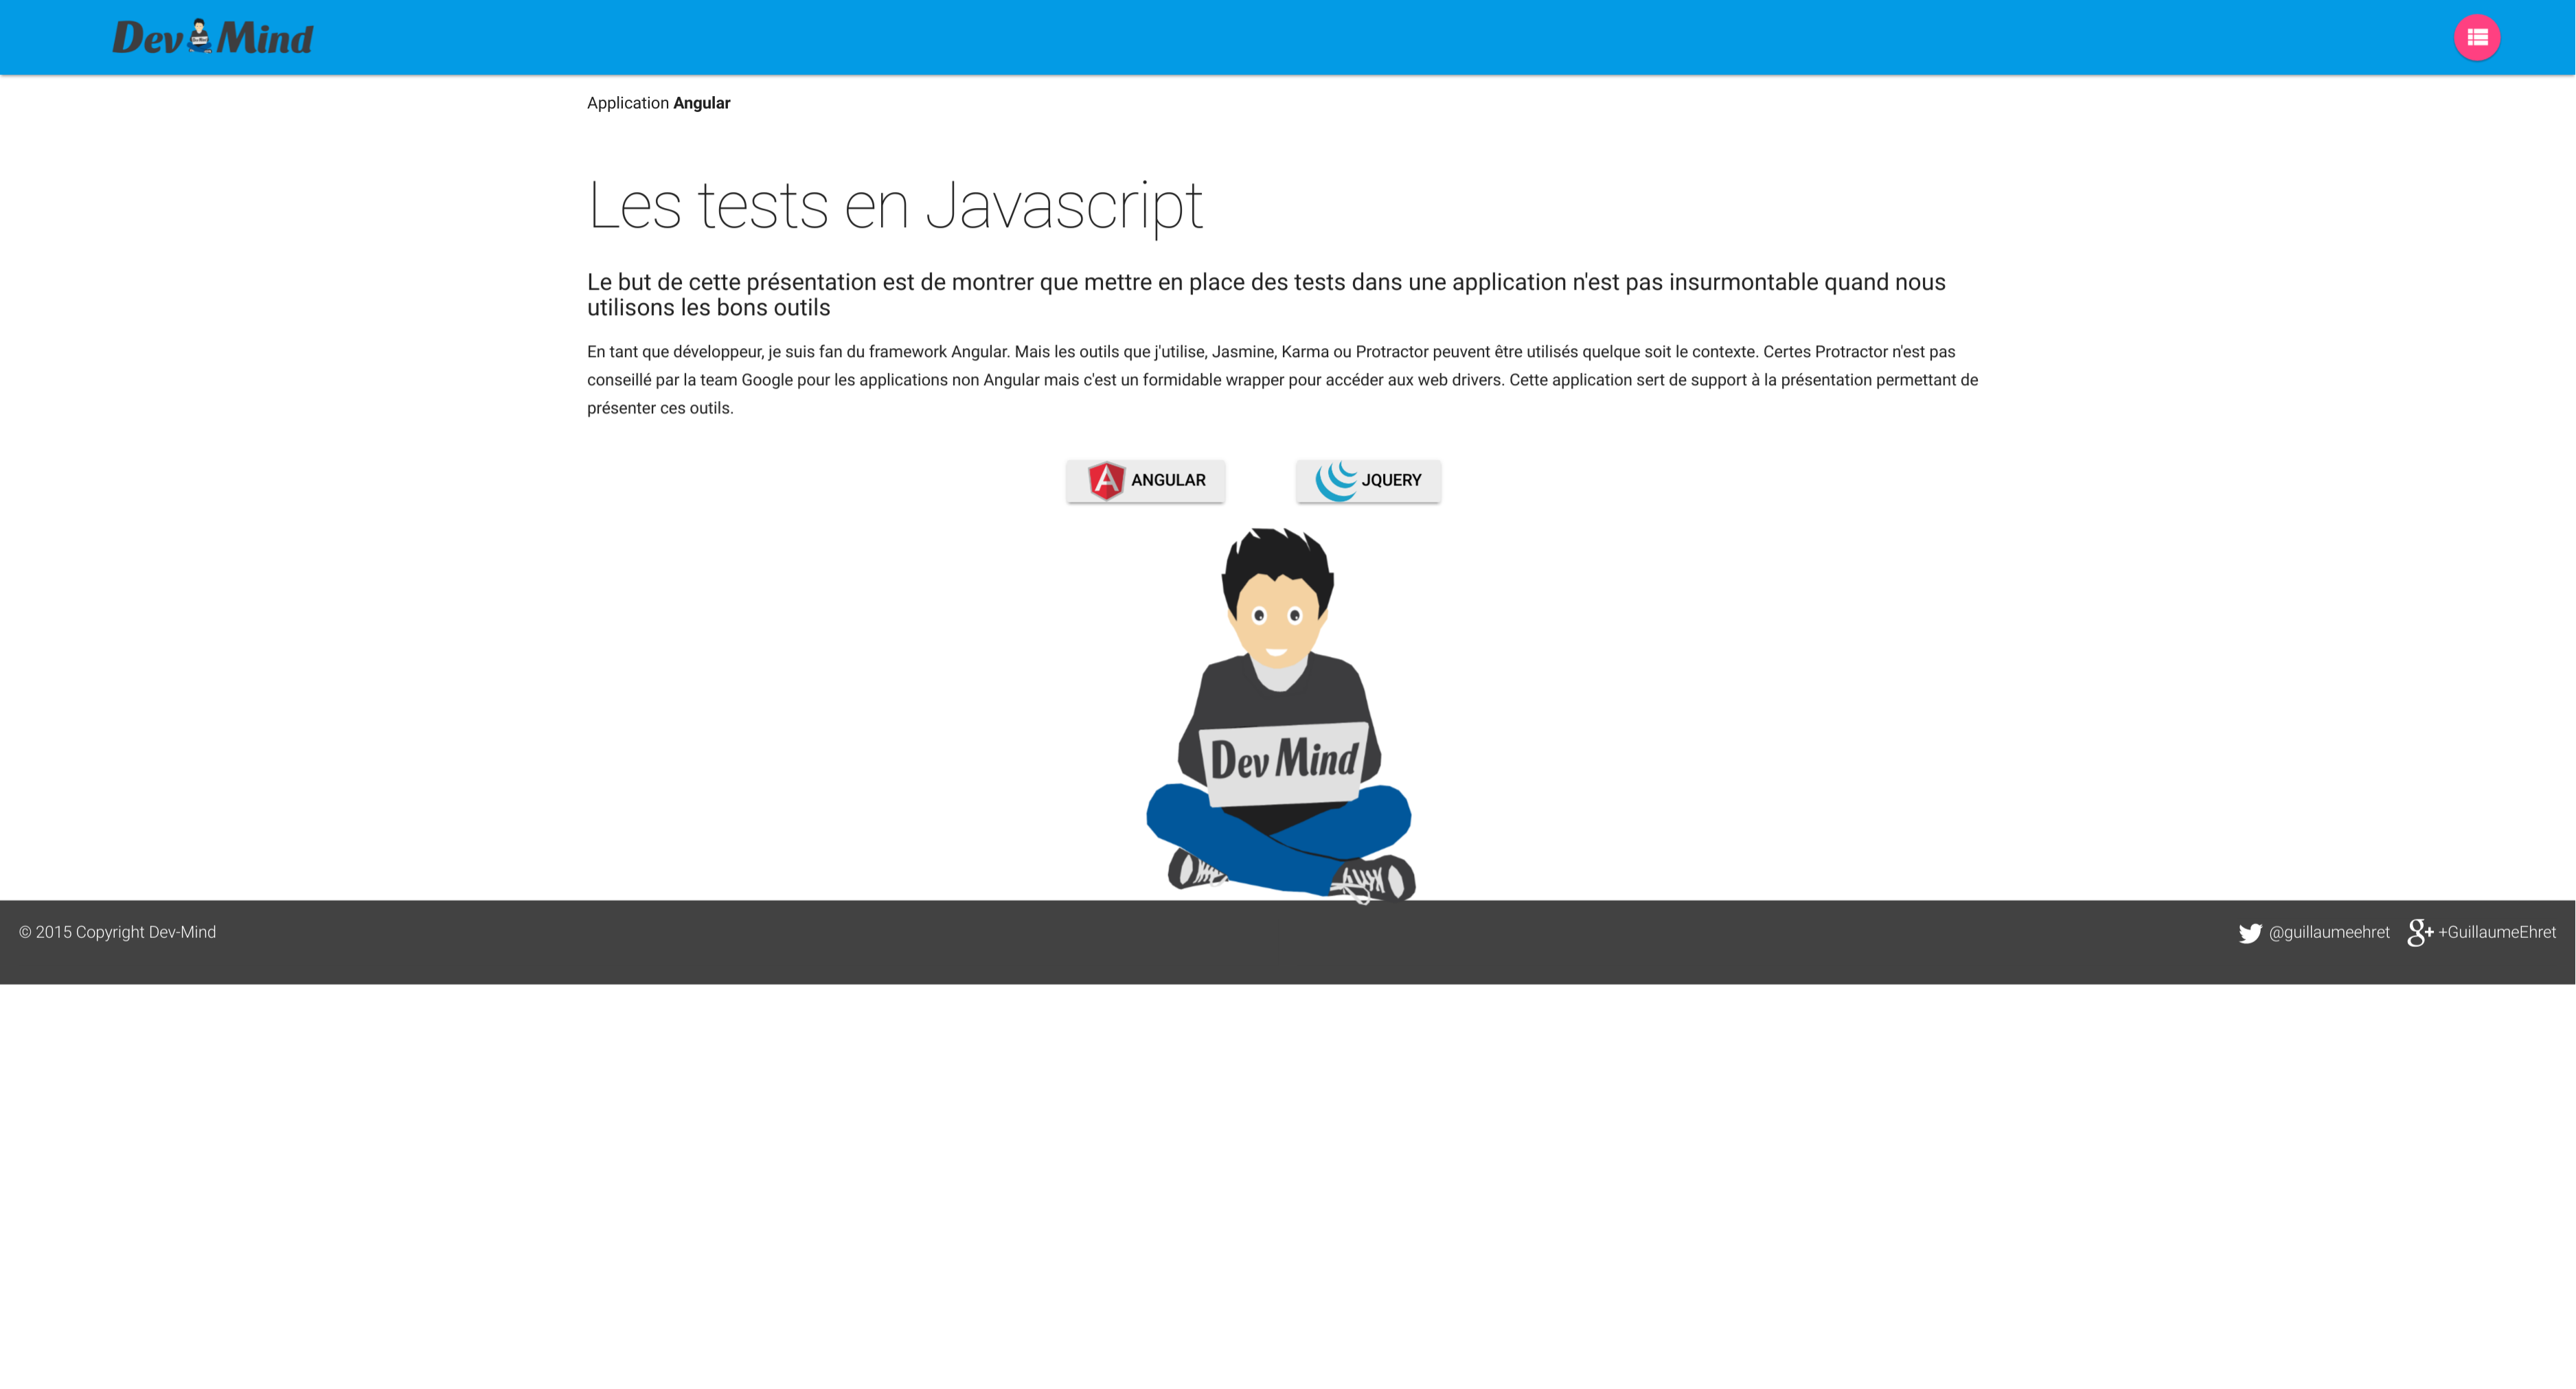 Dev Mind
Application Angular
Les tests en Javascript
Le but de cette présentation est de montrer que mettre en place des tests dans une application n'est pas insurmontable quand nous
utilisons les bons outils
En tant que développeur, je suis fan du framework Angular. Mais les outils que j'utilise, Jasmine, Karma ou Protractor peuvent être utilisés quelque soit le contexte. Certes Protractor n'est pas
conseillé par la team Google pour les applications non Angular mais c'est un formidable wrapper pour accéder aux web drivers. Cette application sert de support à la présentation permettant de
présenter ces outils.
ANGULAR JQUERY
Dev Mind
© 2015 Copyright Dev-Mind @guillaumeehret +GuillaumeEhret